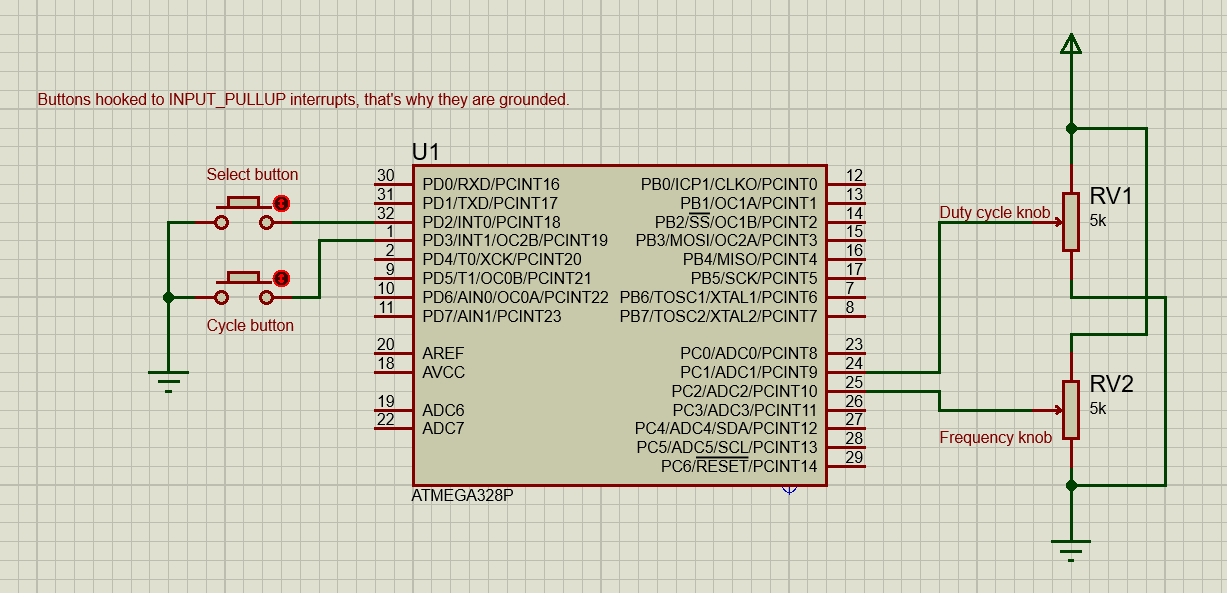 Buttons hooked to INPUT_PULLUP interrupts, that's why they are grounded.
U1
Select button
Cycle button
30 PD0/RXD/PCINT16
31 PD1/TXD/PCINT17
32 PD2/INT0/PCINT18
1 PD3/INT1/OC2B/PCINT19
2 PD4/T0/XCK/PCINT20
9 PD5/T1/OC0B/PCINT21
10 PD6/AIN0/OC0A/PCINT22
11 PD7/AIN1/PCINT23
20 AREF
18 AVCC
19 ADC6
22 ADC7
PB0/ICP1/CLKO/PCINT0 12
PB1/OC1A/PCINT1 13
PB2/SS/OC1B/PCINT2 14
PB3/MOSI/OC2A/PCINT3 15
PB4/MISO/PCINT4 16
PB5/SCK/PCINT5 17
PB6/TOSC1/XTAL1/PCINT6 7
PB7/TOSC2/XTAL2/PCINT7 8
PC0/ADC0/PCINT8 23
PC1/ADC1/PCINT9 24
PC2/ADC2/PCINT10 25
PC3/ADC3/PCINT11 26
PC4/ADC4/SDA/PCINT12 27
PC5/ADC5/SCL/PCINT13 28
PC6/RESET/PCINT14 29
ATMEGA328P
Duty cycle knob
RV1
5k
RV2
5k
Frequency knob